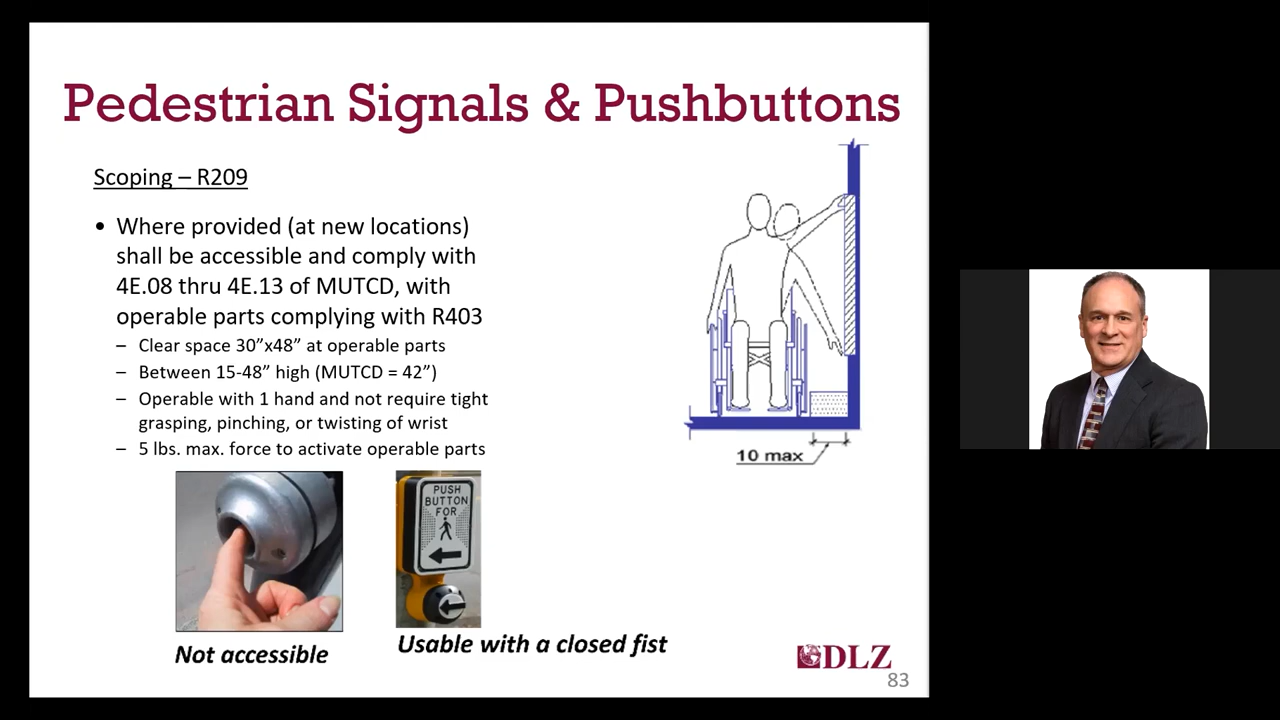 Pedestrian Signals & Pushbuttons
Scoping – R209
• Where provided (at new locations)
shall be accessible and comply with
4E.08 thru 4E.13 of MUTCD, with
operable parts complying with R403
– Clear space 30”x48” at operable parts
– Between 15-48” high (MUTCD = 42”)
– Operable with 1 hand and not require tight
grasping, pinching, or twisting of wrist
– 5 lbs. max. force to activate operable parts
10 max
PUSH
BUTTON
FOR
Not accessible
Usable with a closed fist
DLZ
83